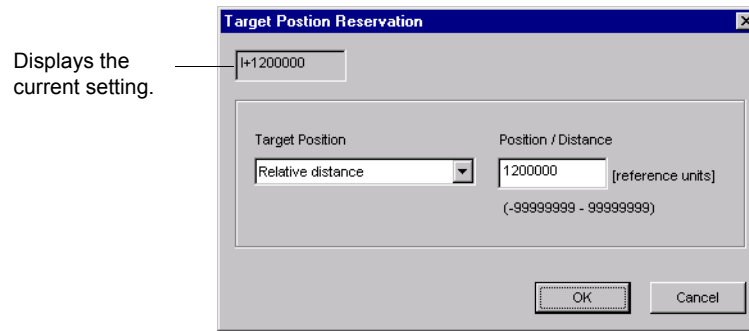 Target Postion Reservation
Displays the
current setting.
I+1200000
Target Position
Position / Distance
Relative distance
1200000
[reference units]
(-99999999 - 99999999)
OK
Cancel